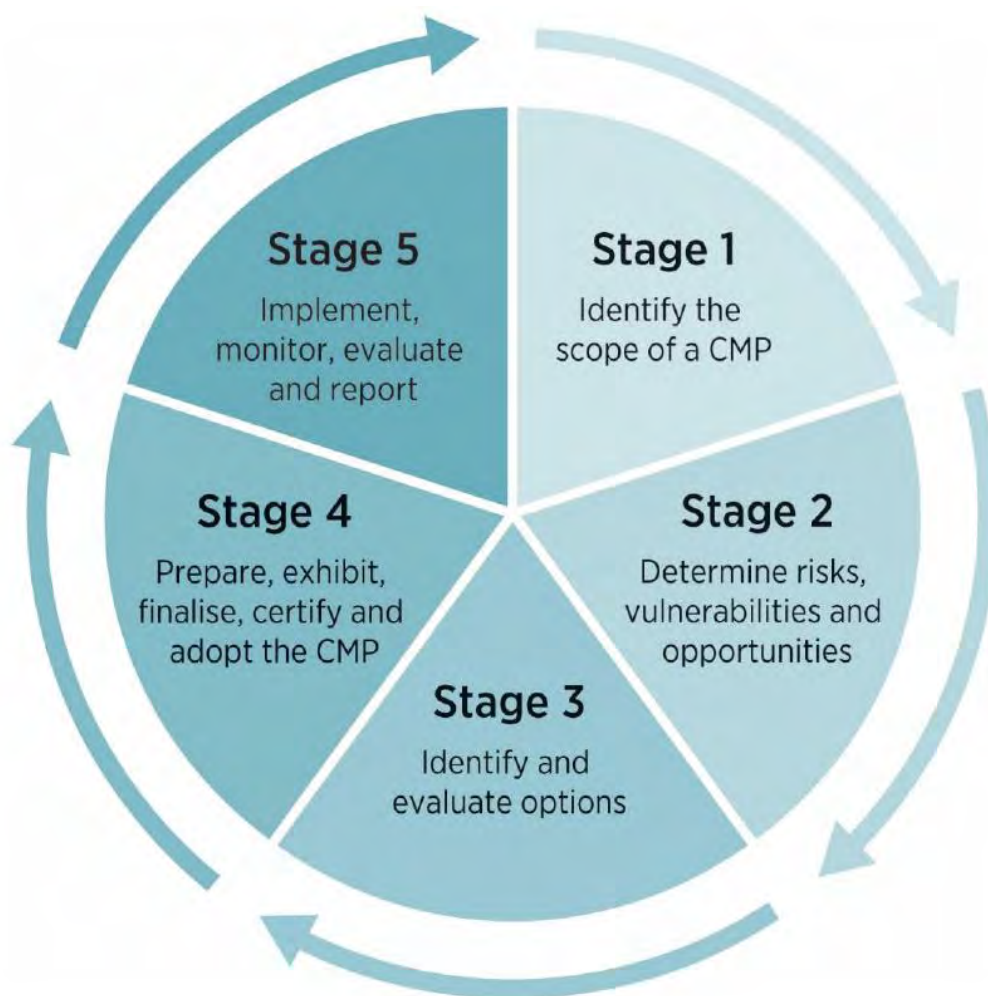 Stage 1
Identify the
scope of a CMP
Stage 2
Determine risks,
vulnerabilities and
opportunities
Stage 3
Identify and
evaluate options
Stage 4
Prepare, exhibit,
finalise, certify and
adopt the CMP
Stage 5
Implement,
monitor, evaluate
and report